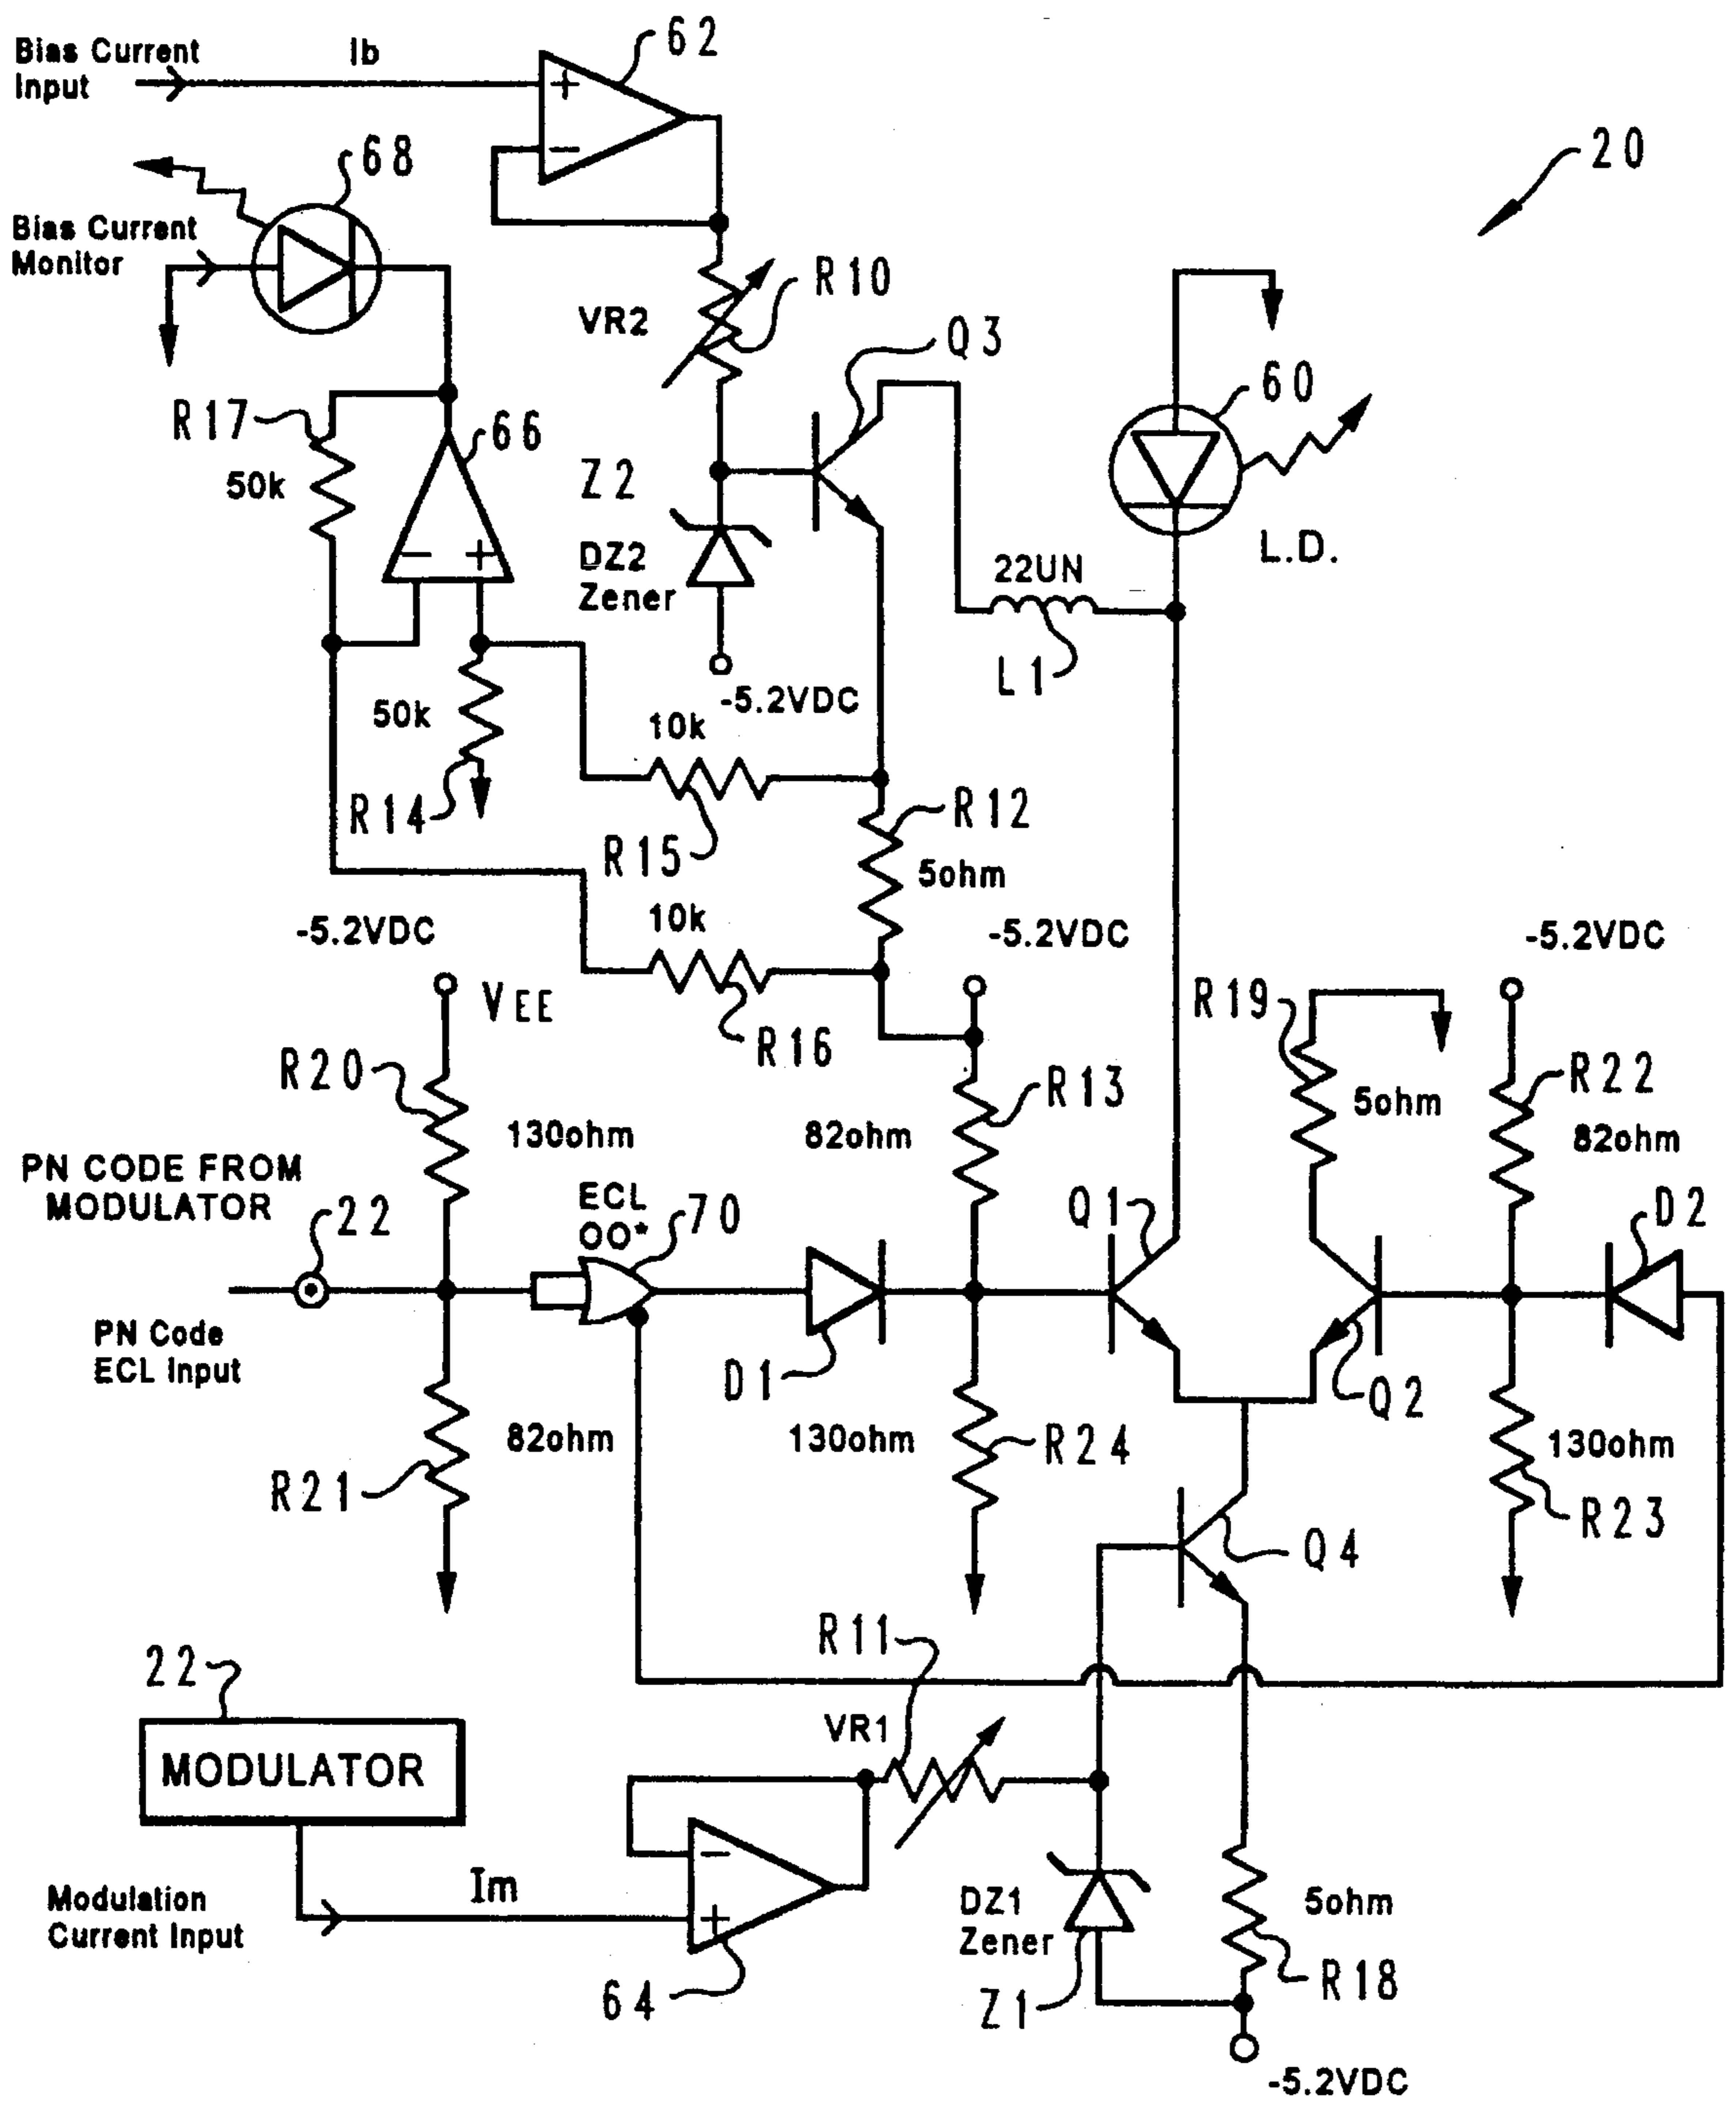 Bias Current
Input
Ib
62
+
−
20
68
Bias Current
Monitor
R10
VR2
Q3
60
R17
66
50k
Z2
− +
DZ2
Zener
L.D.
22UN
L1
-5.2VDC
50k
10k
R14
R15
R12
5ohm
-5.2VDC
10k
-5.2VDC
-5.2VDC
VEE
R16
R19
R20
R13
5ohm
R22
130ohm
82ohm
82ohm
PN CODE FROM
MODULATOR
22
ECL
OO*
70
Q1
D2
PN Code
ECL Input
D1
Q2
82ohm
130ohm
R24
130ohm
R21
R23
Q4
R11
22
VR1
MODULATOR
−
+
Im
Modulation
Current Input
64
DZ1
Zener
5ohm
Z1
R18
-5.2VDC